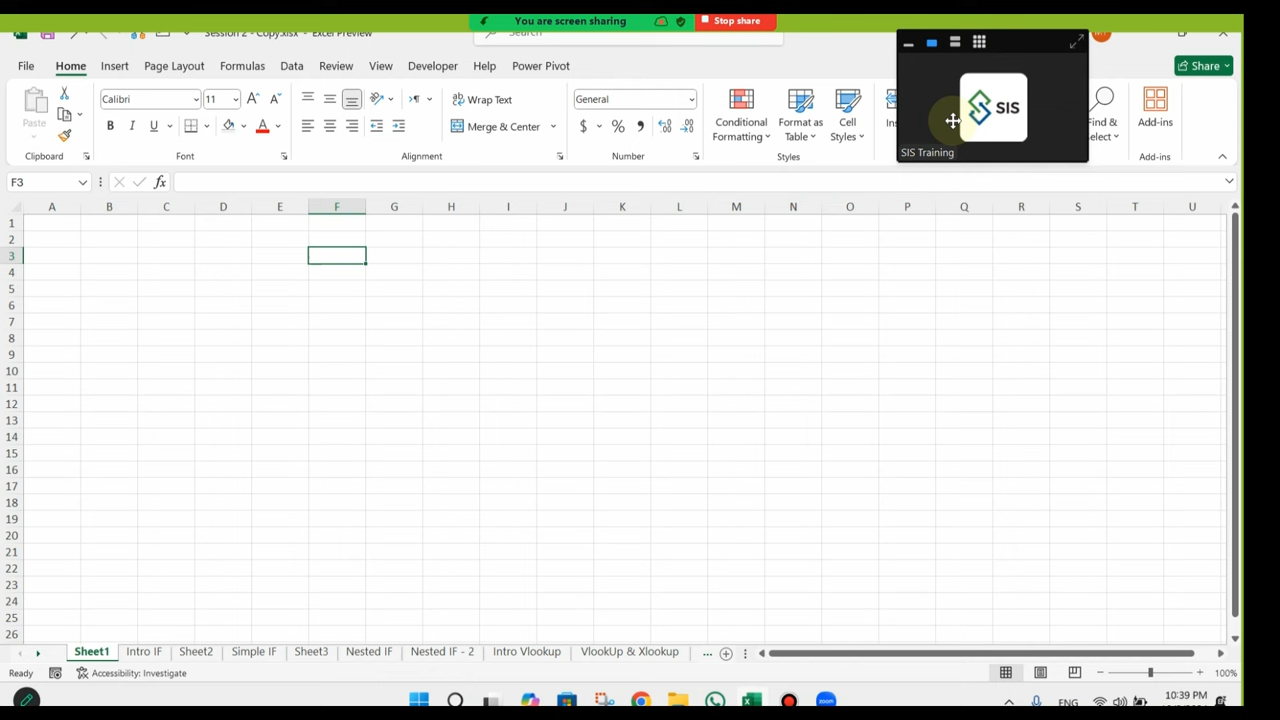 You are screen sharing
Stop share
Session 2 - Copy.xlsx - Excel Preview
Search
File Home Insert Page Layout Formulas Data Review View Developer Help Power Pivot
Share
SIS
SIS Training
Paste
Calibri 11
Wrap Text
Merge & Center
General
Conditional Formatting
Format as Table
Cell Styles
Find &
Select
Add-ins
Clipboard Font Alignment Number Styles Add-ins
F3
fx
A B C D E F G H I J K L M N O P Q R S T U
1
2
3
4
5
6
7
8
9
10
11
12
13
14
15
16
17
18
19
20
21
22
23
24
25
26
Sheet1 Intro IF Sheet2 Simple IF Sheet3 Nested IF Nested IF - 2 Intro Vlookup VlookUp & Xlookup ...
Ready Accessibility: Investigate 100%
ENG 10:39 PM